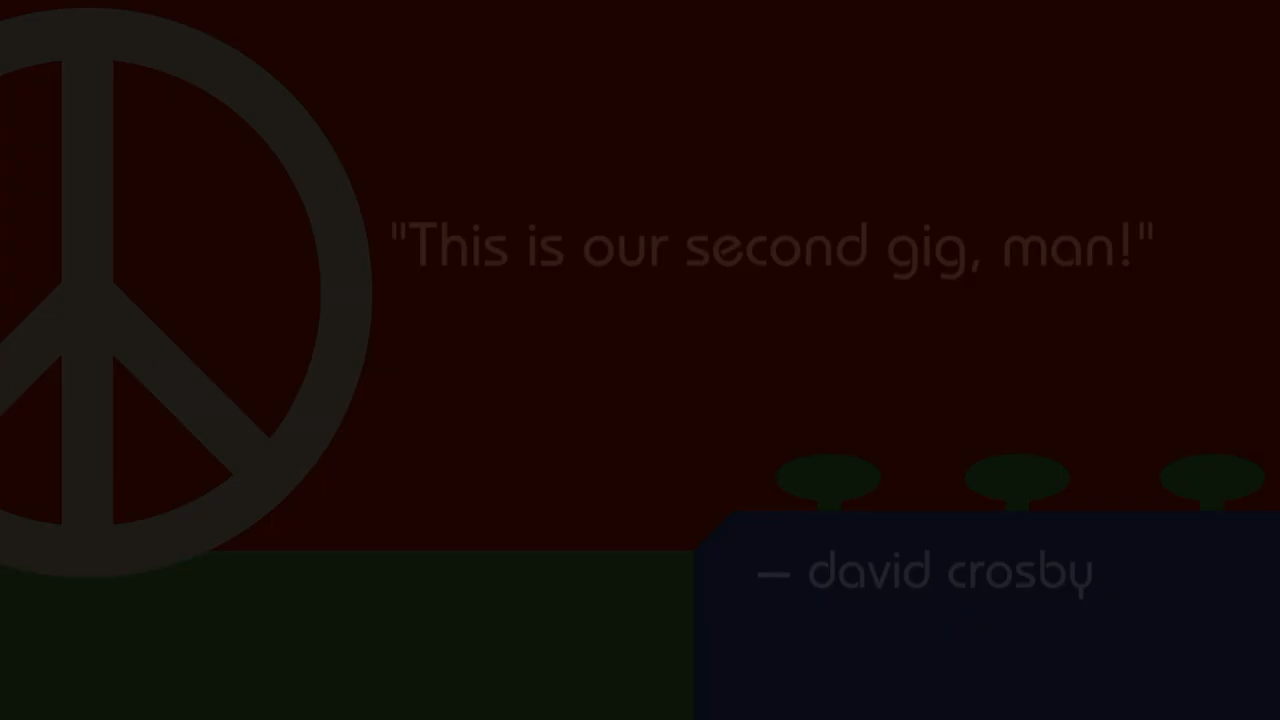 "This is our second gig, man!"
— david crosby